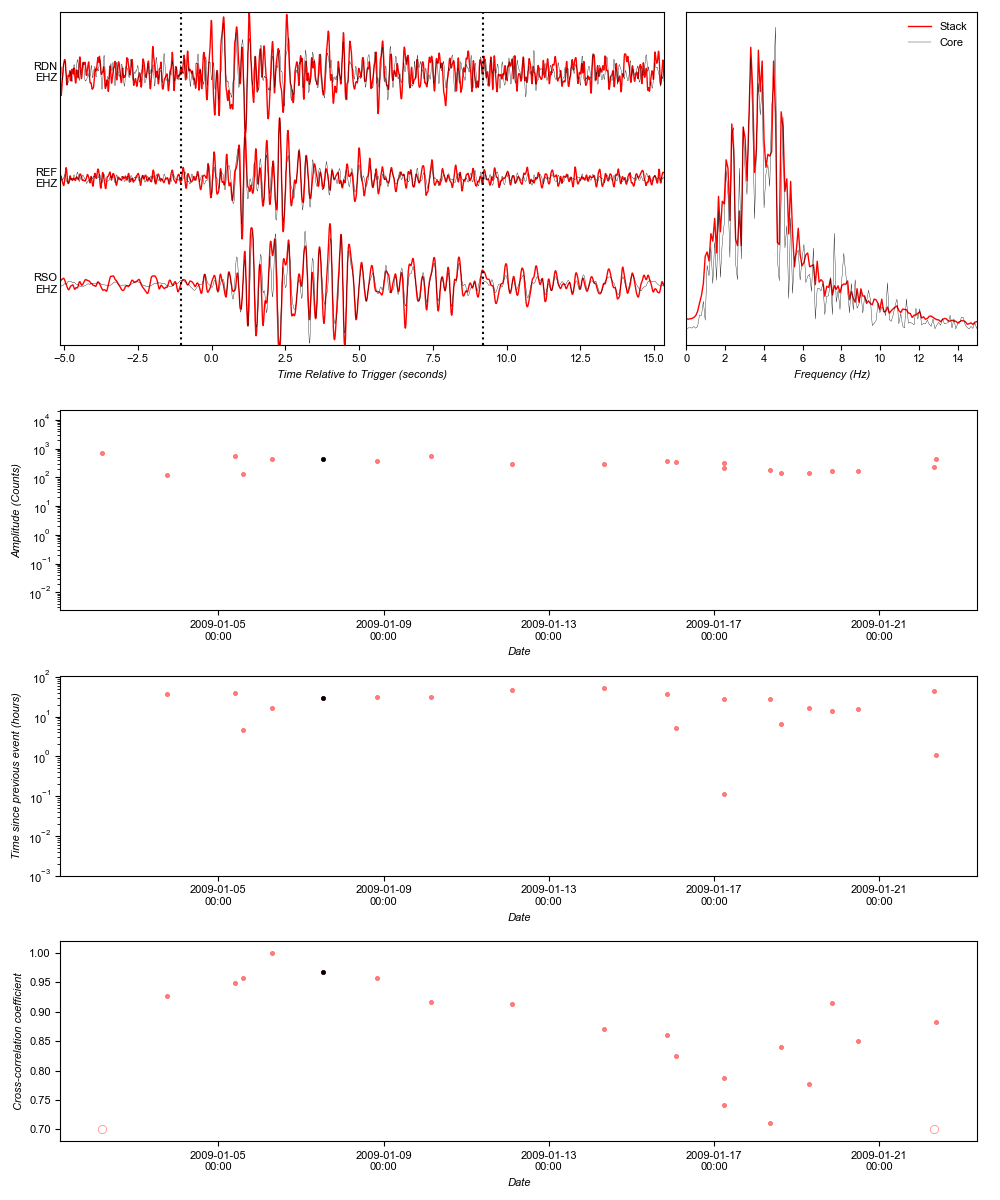 RDN
EHZ
REF
EHZ
RSO
EHZ
−5.0 −2.5 0.0 2.5 5.0 7.5 10.0 12.5 15.0
Time Relative to Trigger (seconds)
Stack
Core
0 2 4 6 8 10 12 14
Frequency (Hz)
10⁴
10³
10²
10¹
10⁰
10⁻¹
10⁻²
Amplitude (Counts)
2009-01-05 2009-01-09 2009-01-13 2009-01-17 2009-01-21
00:00 00:00 00:00 00:00 00:00
Date
10²
10¹
10⁰
10⁻¹
10⁻²
10⁻³
Time since previous event (hours)
2009-01-05 2009-01-09 2009-01-13 2009-01-17 2009-01-21
00:00 00:00 00:00 00:00 00:00
Date
1.00
0.95
0.90
0.85
0.80
0.75
0.70
Cross-correlation coefficient
2009-01-05 2009-01-09 2009-01-13 2009-01-17 2009-01-21
00:00 00:00 00:00 00:00 00:00
Date